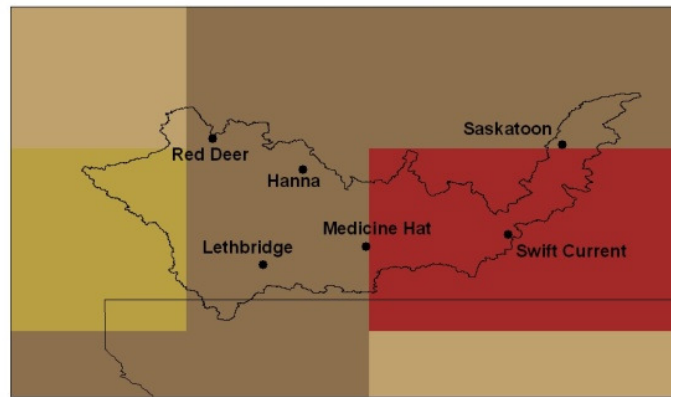 Saskatoon
Red Deer
Hanna
Medicine Hat
Lethbridge
Swift Current